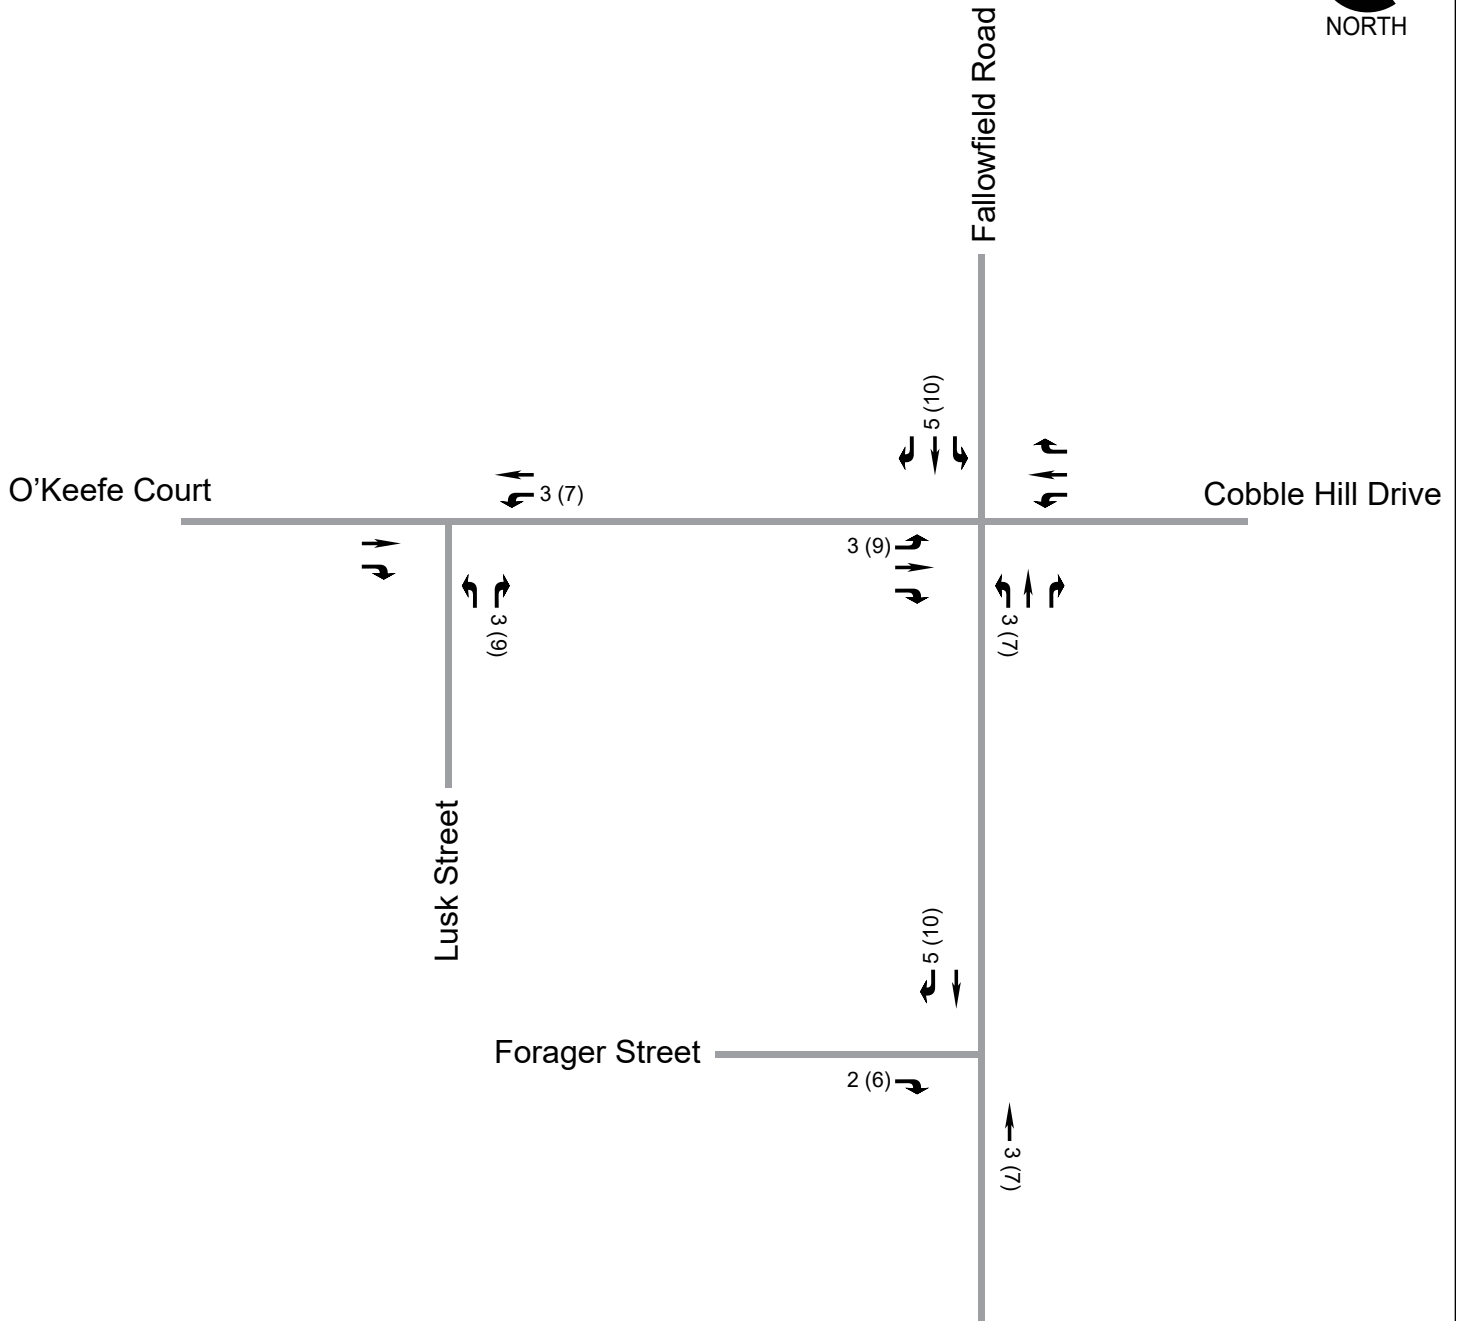 NORTH
Fallowfield Road
5 (10)
O’Keefe Court
3 (7)
Cobble Hill Drive
3 (9)
3 (9)
3 (7)
Lusk Street
5 (10)
Forager Street
2 (6)
3 (7)